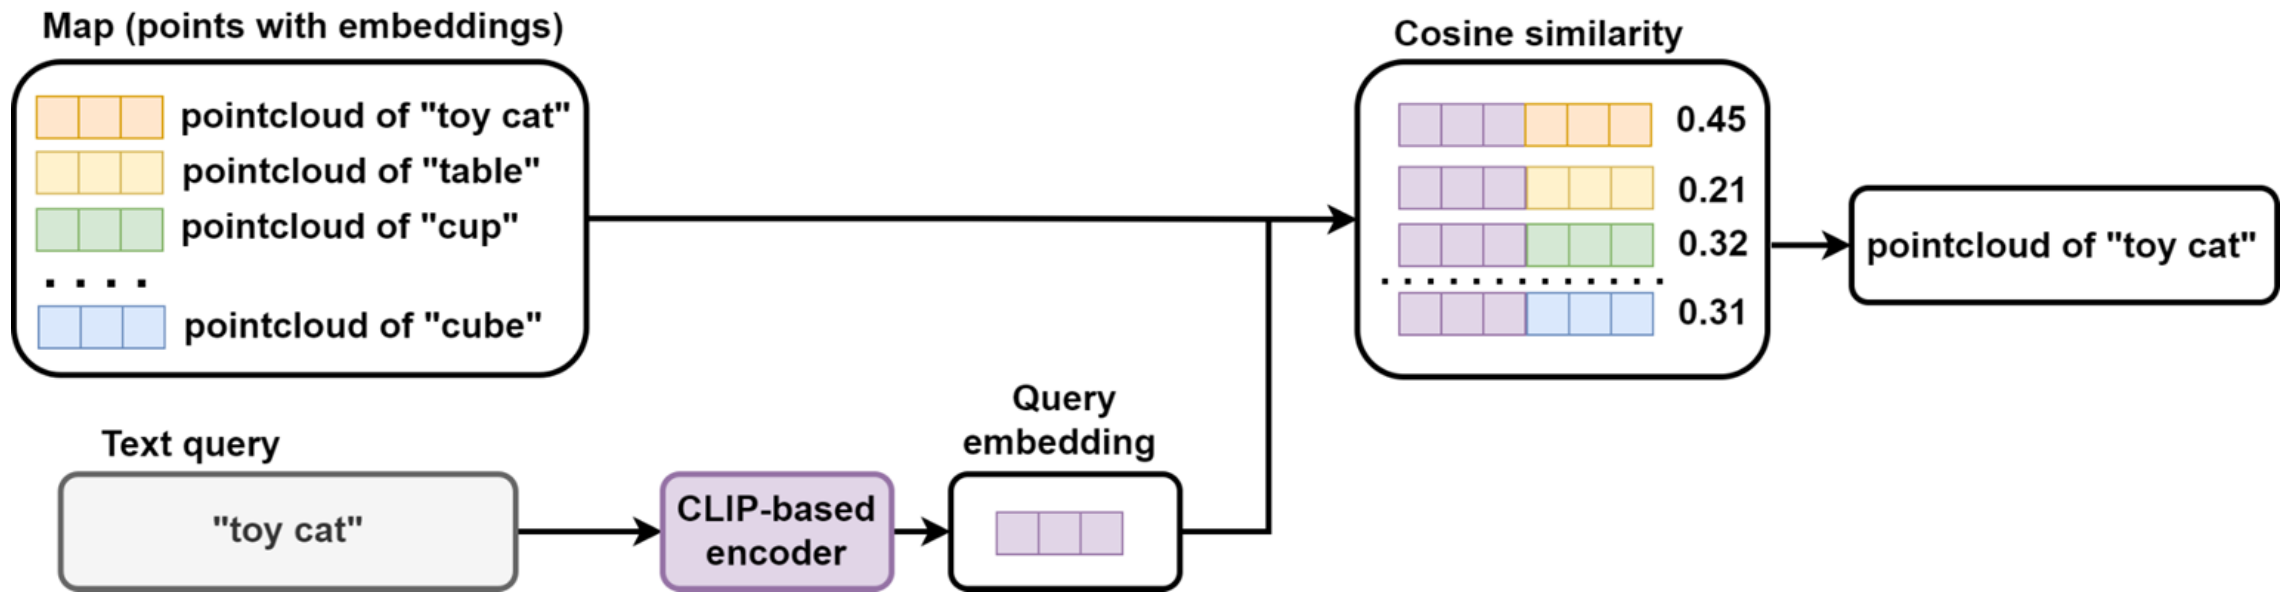 Map (points with embeddings)
pointcloud of "toy cat"
pointcloud of "table"
pointcloud of "cup"
. . . .
pointcloud of "cube"
Text query
"toy cat"
CLIP-based
encoder
Query
embedding
Cosine similarity
0.45
0.21
0.32
. . . . . . . . . . . . .
0.31
pointcloud of "toy cat"